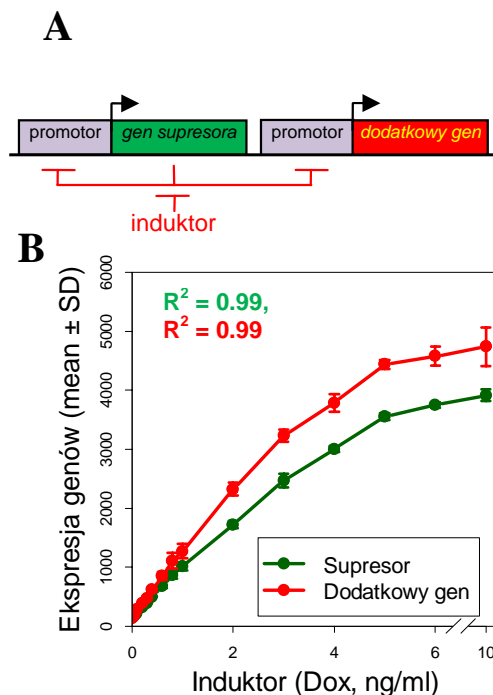 A
promotor gen supresora promotor dodatkowy gen
induktor
B
Ekspresja genów (mean ± SD)
6000
5000
4000
3000
2000
1000
0
R² = 0.99,
R² = 0.99
Supresor
Dodatkowy gen
0 2 4 6 10
Induktor (Dox, ng/ml)